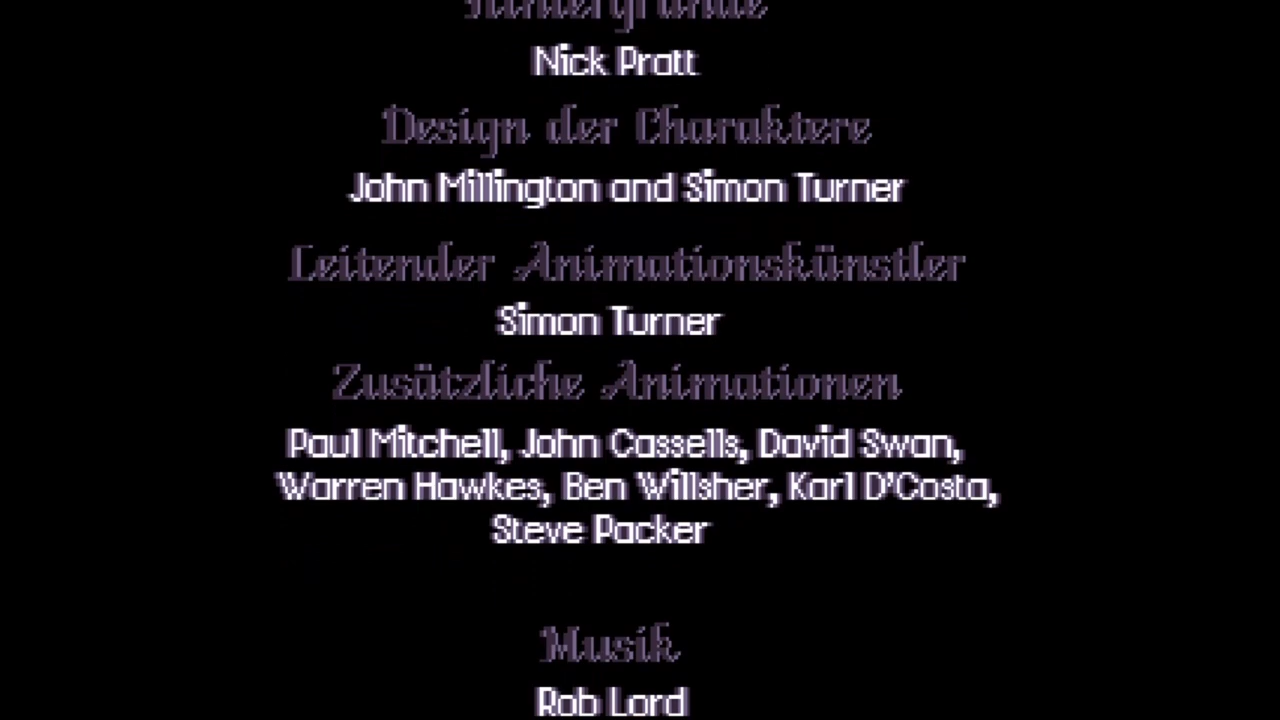 Hintergründe
Nick Pratt
Design der Charaktere
John Millington and Simon Turner
Leitender Animationskünstler
Simon Turner
Zusätzliche Animationen
Paul Mitchell, John Cassells, David Swan,
Warren Hawkes, Ben Willsher, Karl D'Costa,
Steve Packer
Musik
Rob Lord